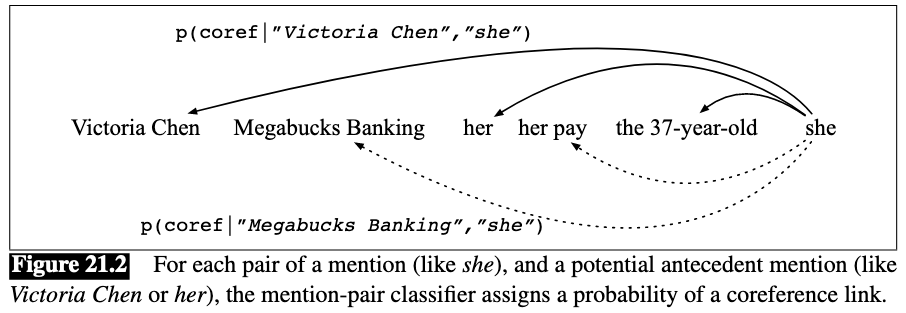 p(coref|"Victoria Chen","she")
Victoria Chen Megabucks Banking her her pay the 37-year-old she
p(coref|"Megabucks Banking","she")
Figure 21.2 For each pair of a mention (like she), and a potential antecedent mention (like
Victoria Chen or her), the mention-pair classifier assigns a probability of a coreference link.